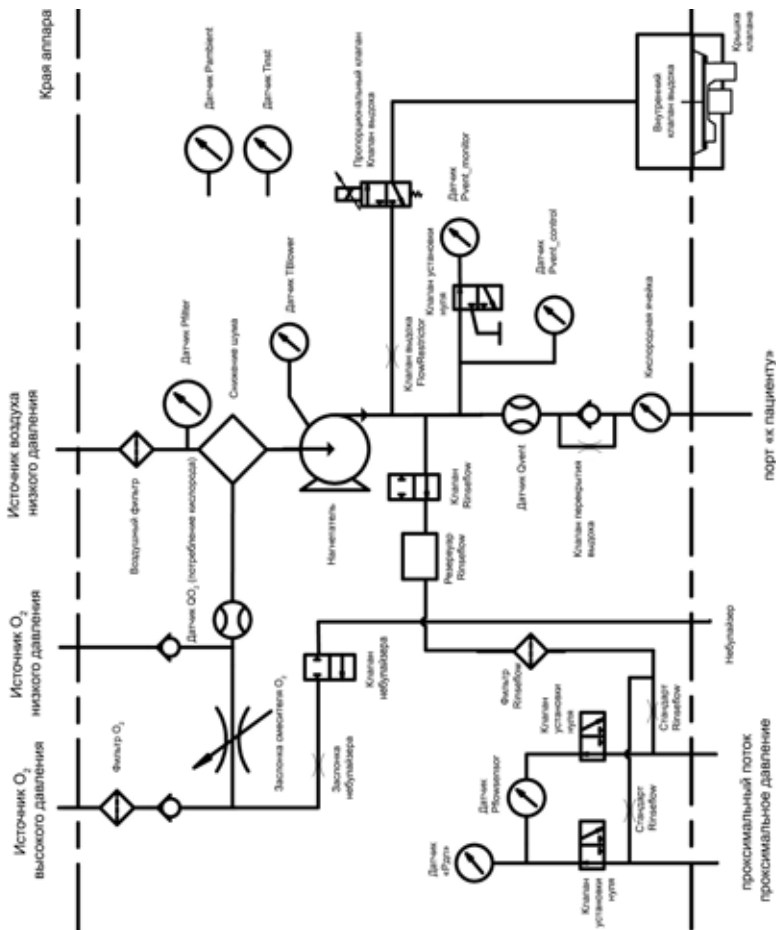 Края аппара
Источник воздуха
низкого давления
Источник O₂
низкого давления
Источник O₂
высокого давления
Датчик Pambient
Датчик Tinst
Воздушный фильтр
Датчик Pfilter
Снижение шума
Датчик QO₂ (потребление кислорода)
Фильтр O₂
Датчик TBlower
Нагнетатель
Заслонка смесителя O₂
Пропорциональный клапан
Клапан выдоха
Клапан выдоха
FlowRestrictor
Клапан установки
нуля
Датчик
Pvent_monitor
Датчик
Pvent_control
Клапан
Rinseflow
Резервуар
Rinseflow
Клапан
небулайзера
Заслонка
небулайзера
Датчик Qvent
Клапан перекрытия
выдоха
Кислородная ячейка
Фильтр
Rinseflow
Клапан
установки
нуля
Датчик
Pflowsensor
Датчик
Стандарт
Rinseflow
Стандарт
Rinseflow
Клапан
установки
нуля
Внутренний
клапан выдоха
Крышка
клапана
порт «к пациенту»
Небулайзер
проксимальный поток
проксимальное давление